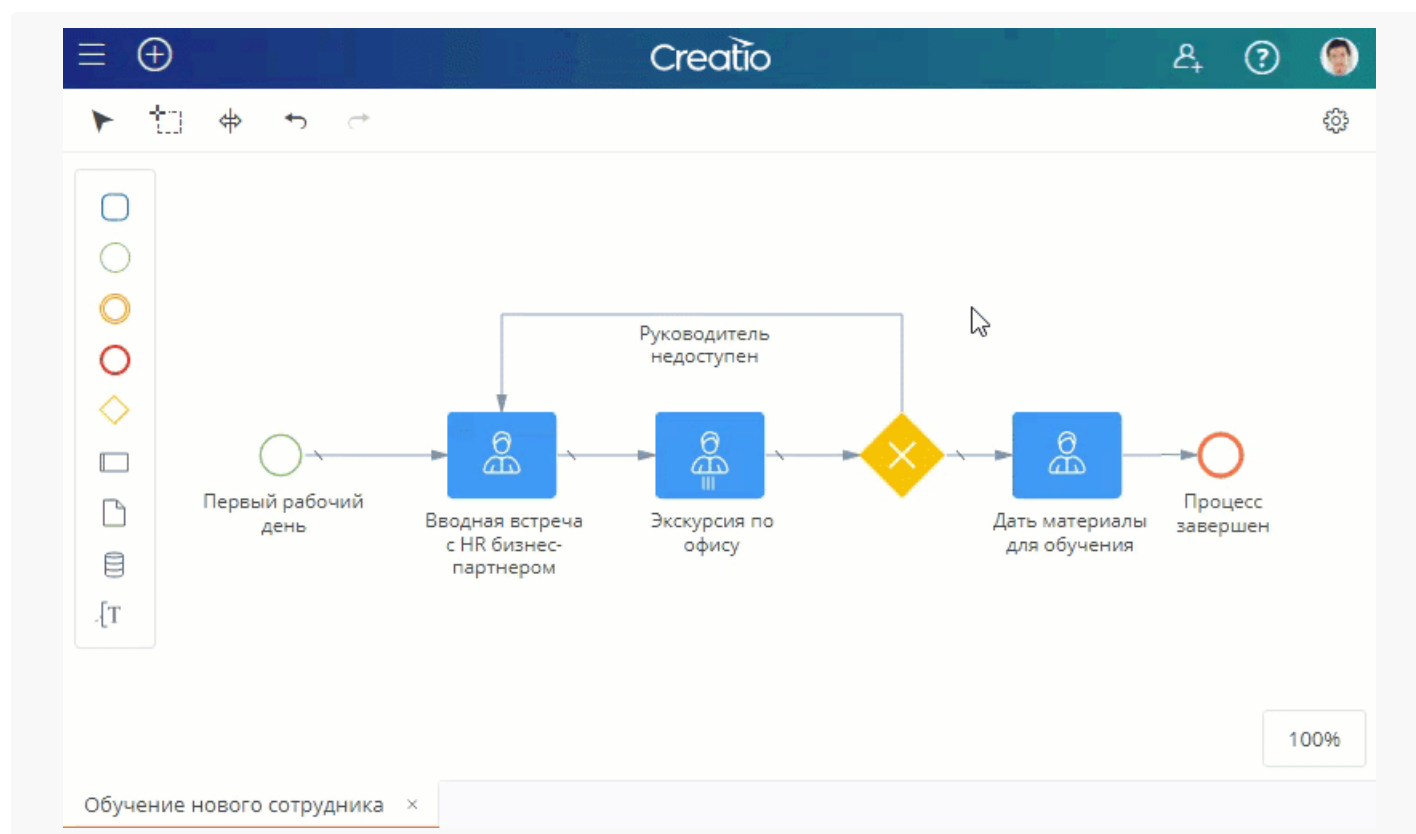 Creatio
Руководитель
недоступен
Первый рабочий
день
Вводная встреча
с HR бизнес-
партнером
Экскурсия по
офису
Дать материалы
для обучения
Процесс
завершен
T
100%
Обучение нового сотрудника